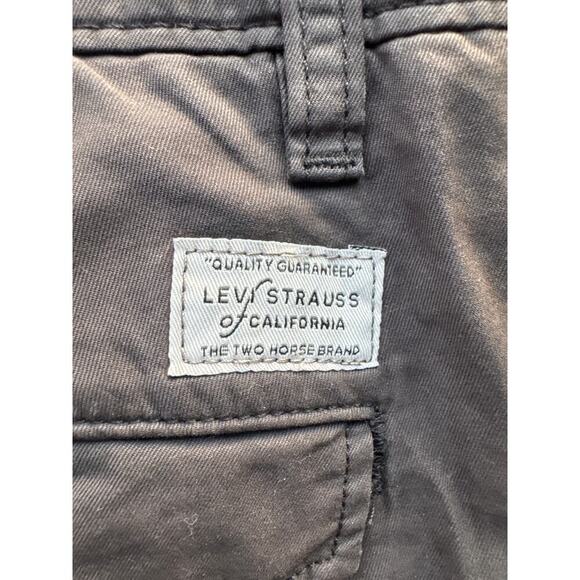 "QUALITY GUARANTEED"
LEVI STRAUSS
of CALIFORNIA
THE TWO HORSE BRAND